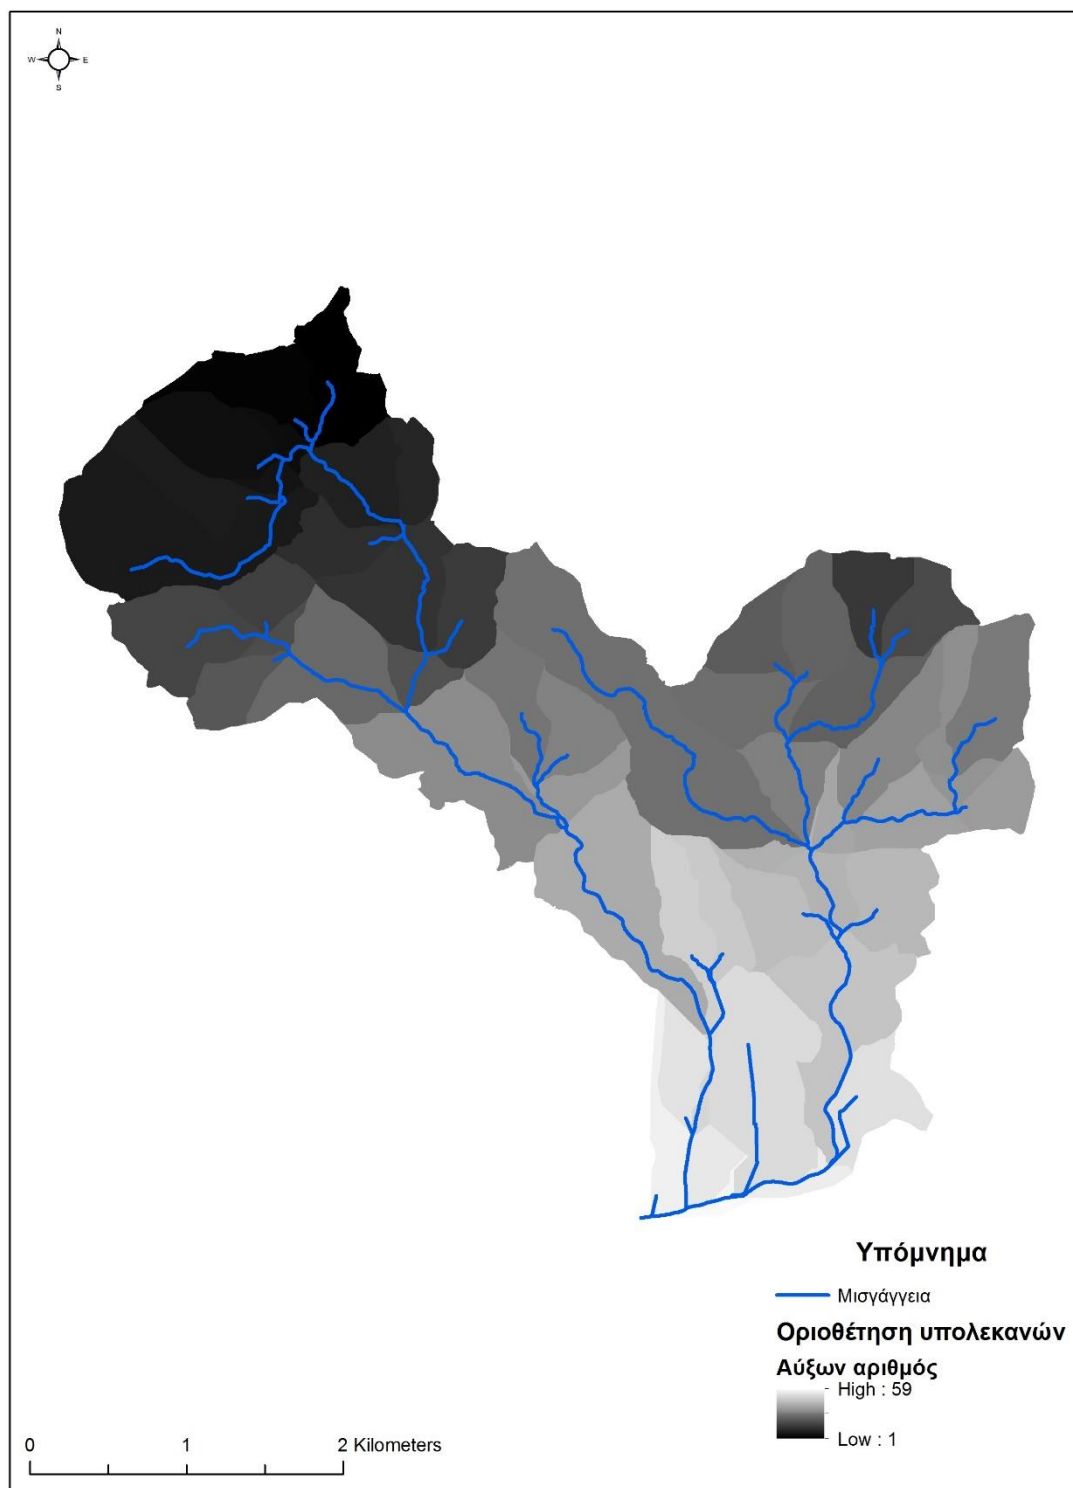 N
W E
S
Υπόμνημα
Μισγάγγεια
Οριοθέτηση υπολεκανών
Αύξων αριθμός
High : 59
Low : 1
0 1 2 Kilometers